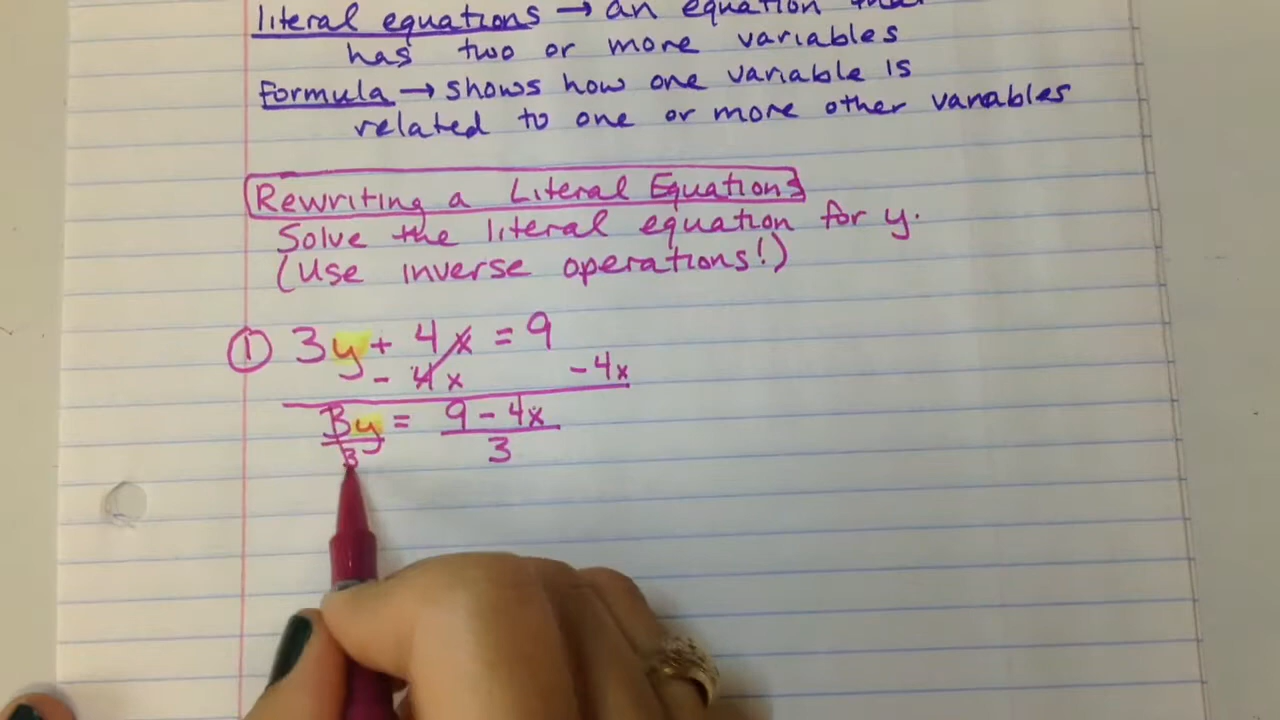 literal equations → an equation
has two or more variables
Formula → shows how one variable is
related to one or more other variables
Rewriting a Literal Equations
Solve the literal equation for y.
(Use inverse operations!)
① 3y + 4x = 9
- 4x - 4x
3y = 9 - 4x
3 3